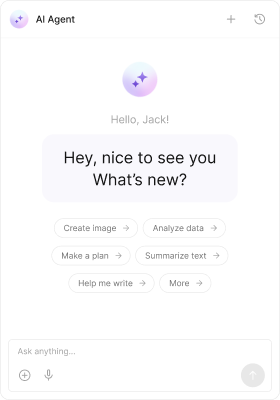 AI Agent
Hello, Jack!
Hey, nice to see you
What's new?
Create image
Analyze data
Make a plan
Summarize text
Help me write
More
Ask anything...